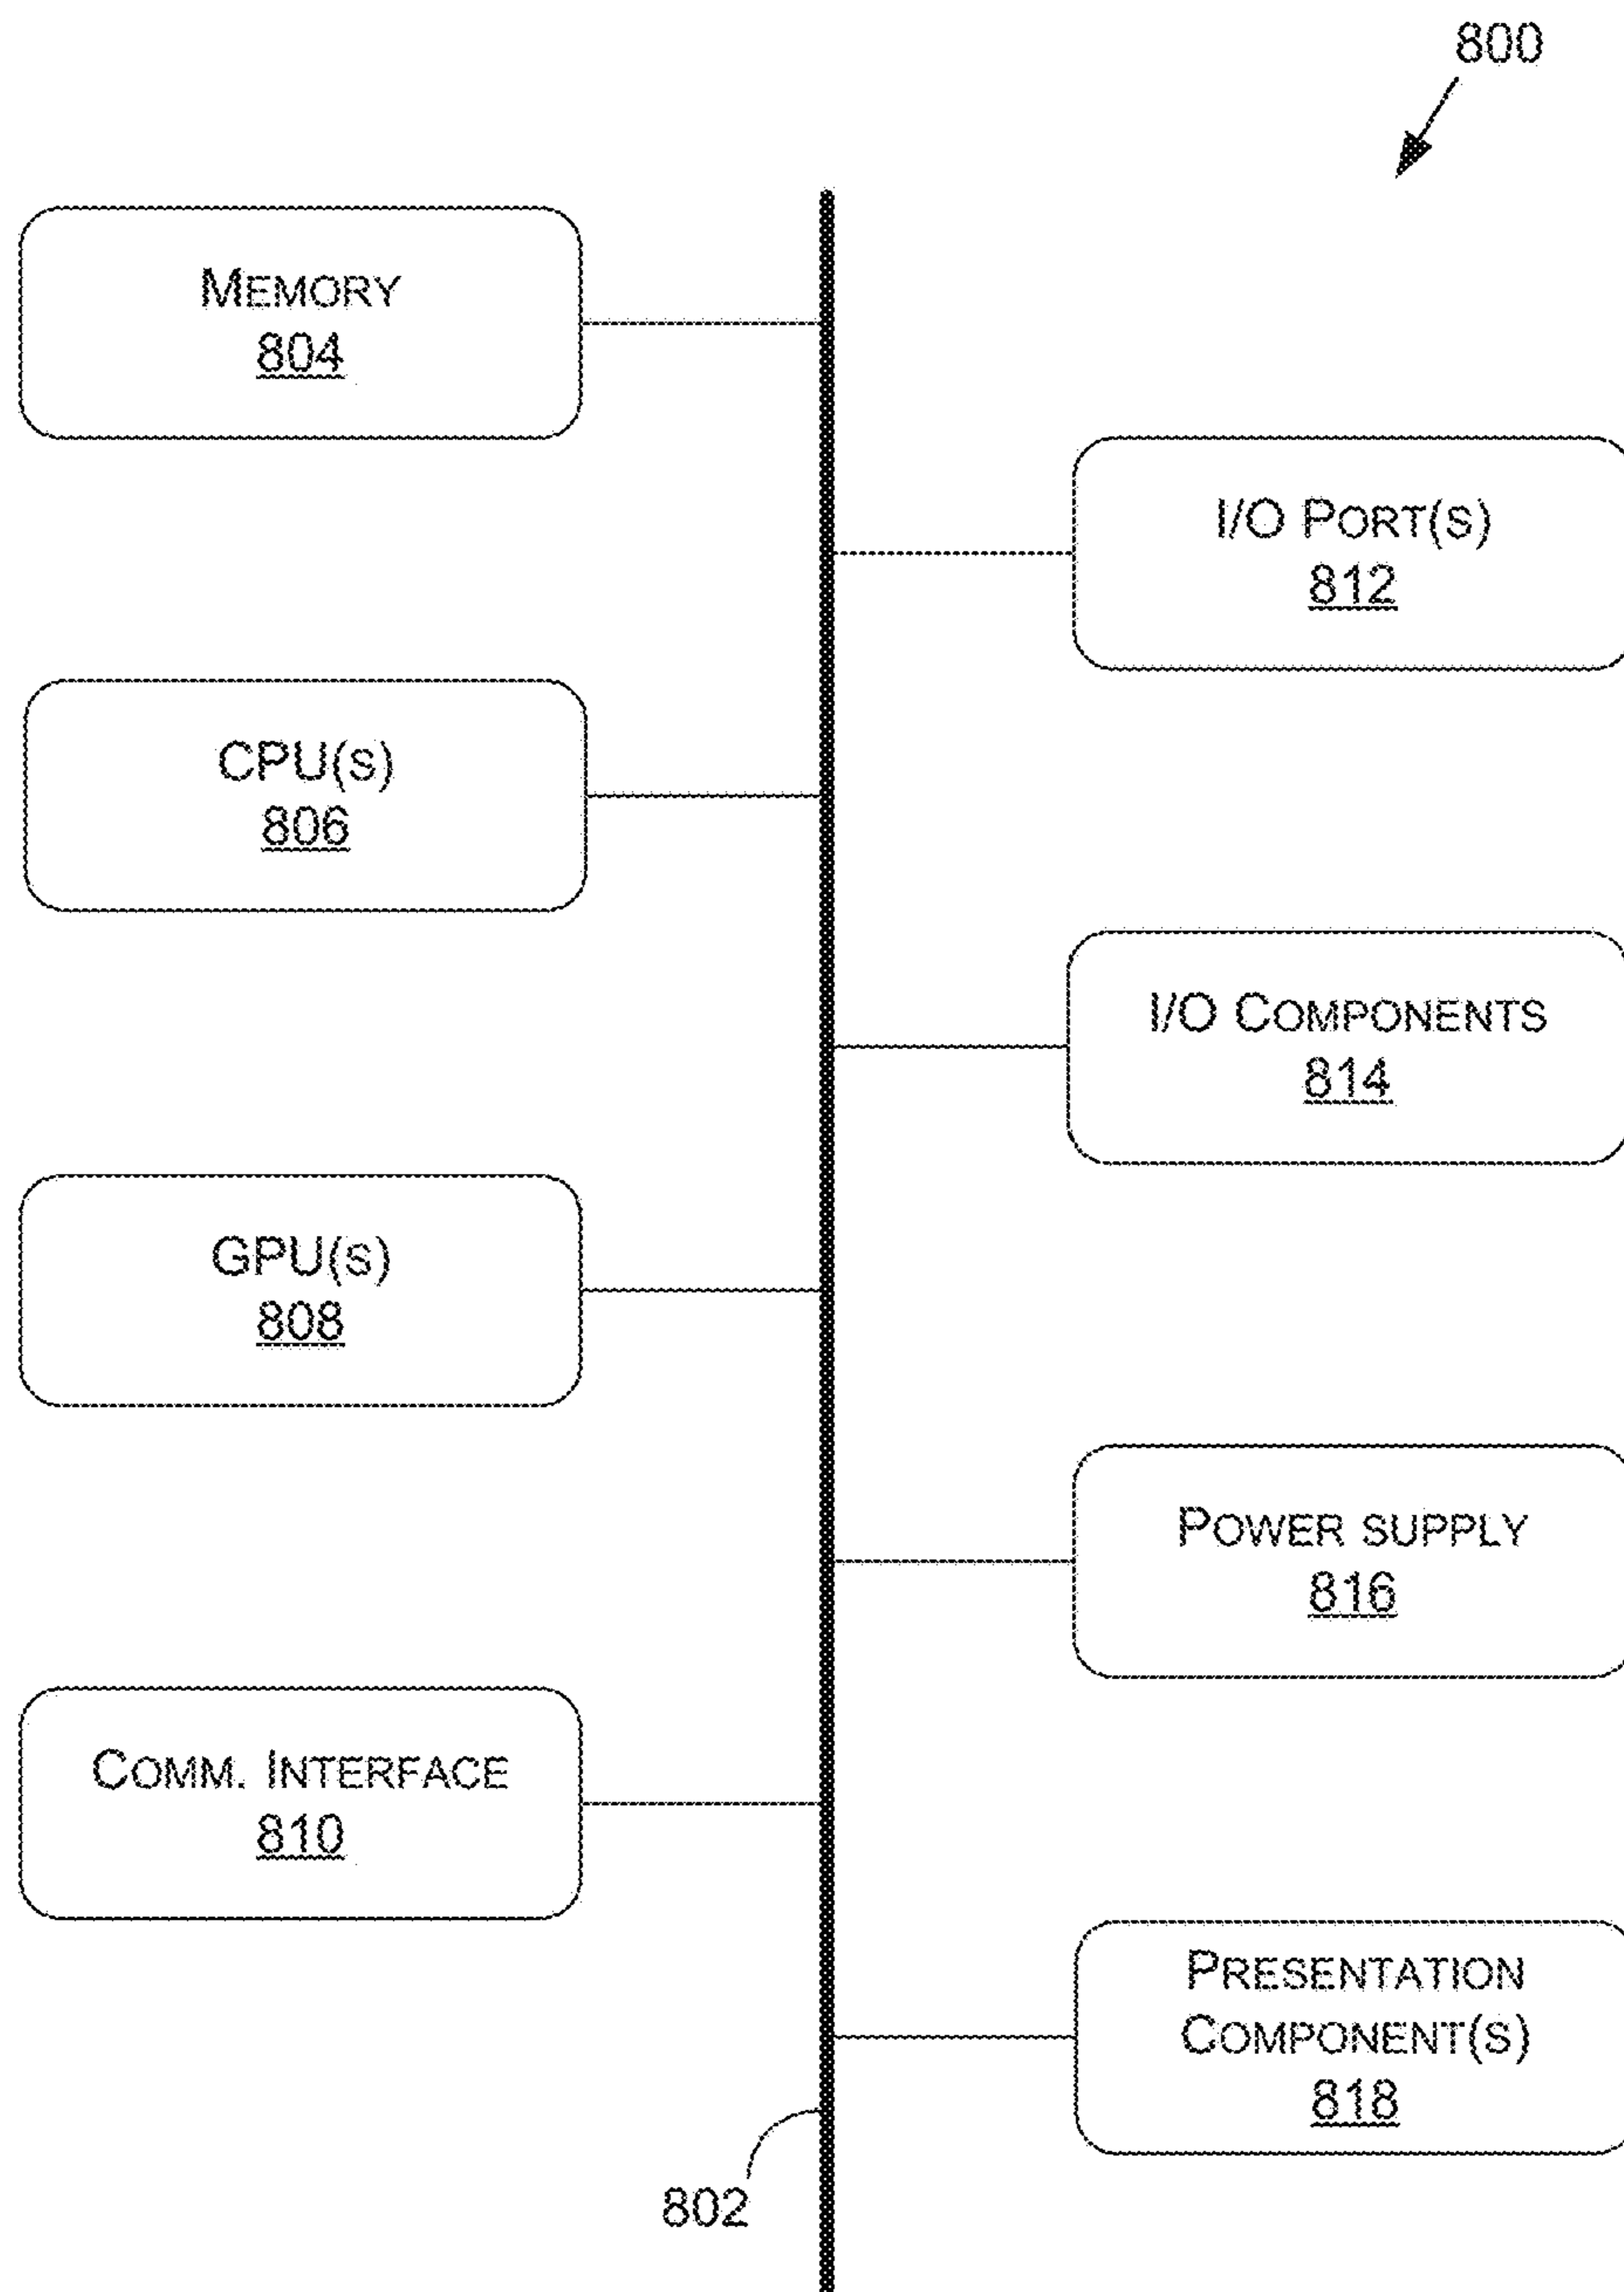 800
MEMORY
804
I/O PORT(S)
812
CPU(S)
806
I/O COMPONENTS
814
GPU(S)
808
POWER SUPPLY
816
COMM. INTERFACE
810
PRESENTATION
COMPONENT(S)
818
802